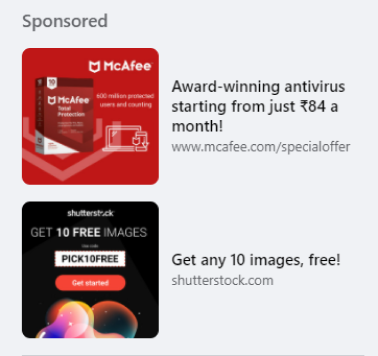 Sponsored
McAfee
McAfee
Total
Protection
600 million protected
users and counting
Award-winning antivirus
starting from just ₹84 a
month!
www.mcafee.com/specialoffer
shutterstock
GET 10 FREE IMAGES
Use code
PICK10FREE
Get started
Get any 10 images, free!
shutterstock.com